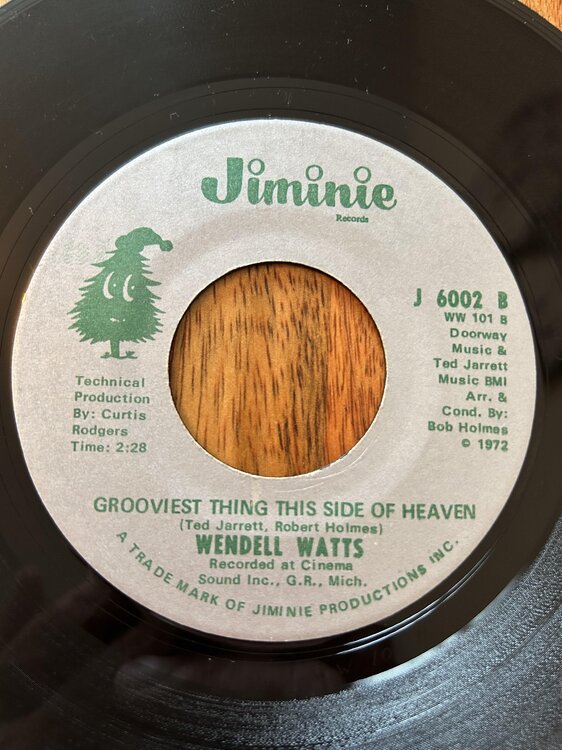 Jiminie
Records
J 6002 B
WW 101 B
Doorway
Music &
Ted Jarrett
Music BMI
Arr. &
Cond. By:
Bob Holmes
© 1972
Technical
Production
By: Curtis
Rodgers
Time: 2:28
GROOVIEST THING THIS SIDE OF HEAVEN
(Ted Jarrett, Robert Holmes)
WENDELL WATTS
Recorded at Cinema
Sound Inc., G.R., Mich.
A TRADE MARK OF JIMINIE PRODUCTIONS INC.